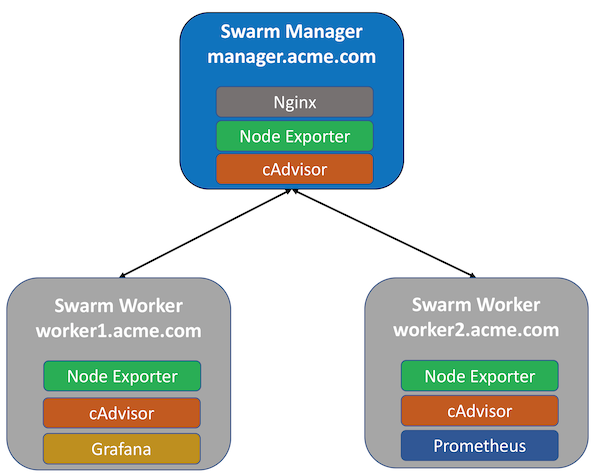 Swarm Manager
manager.acme.com
Nginx
Node Exporter
cAdvisor
Swarm Worker
worker1.acme.com
Node Exporter
cAdvisor
Grafana
Swarm Worker
worker2.acme.com
Node Exporter
cAdvisor
Prometheus